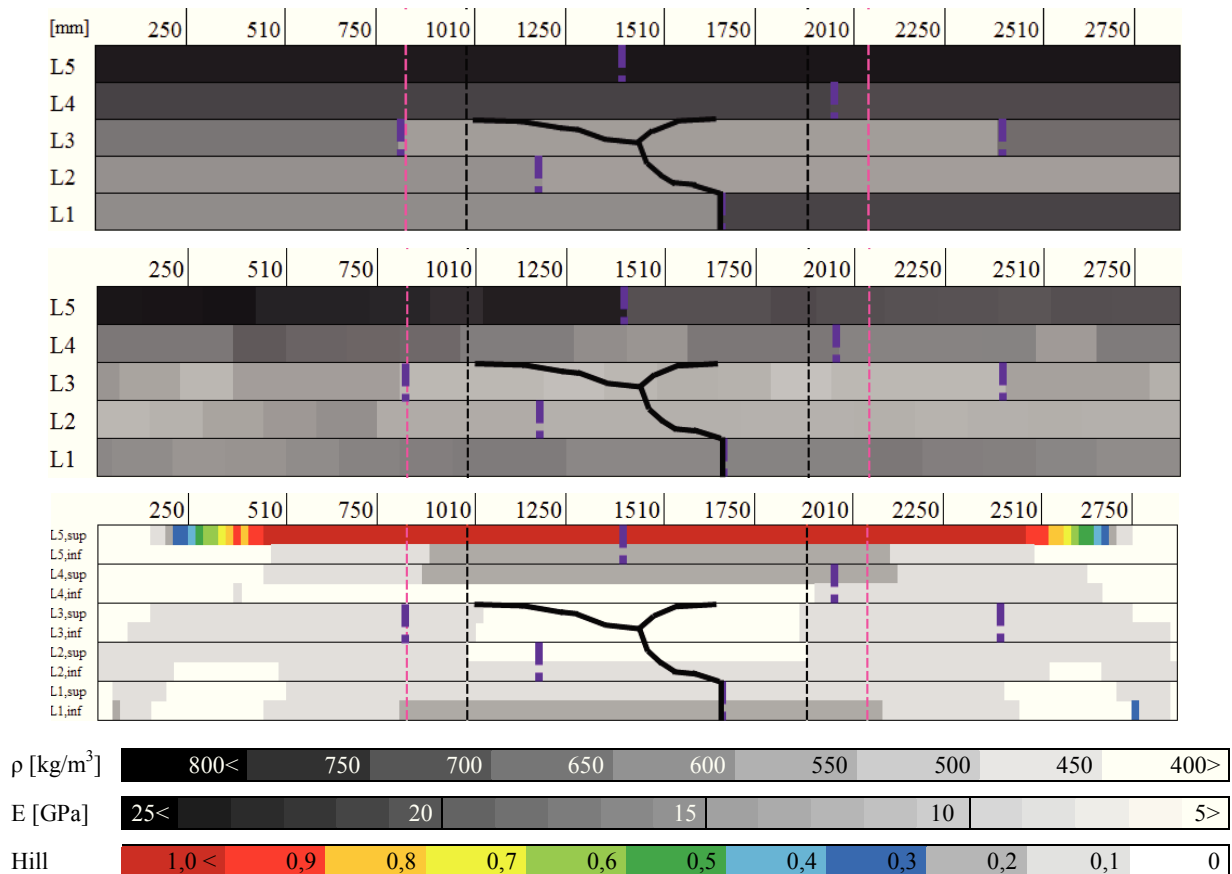 [mm] 250 510 750 1010 1250 1510 1750 2010 2250 2510 2750
L5
L4
L3
L2
L1
250 510 750 1010 1250 1510 1750 2010 2250 2510 2750
L5
L4
L3
L2
L1
250 510 750 1010 1250 1510 1750 2010 2250 2510 2750
L5,sup
L5,inf
L4,sup
L4,inf
L3,sup
L3,inf
L2,sup
L2,inf
L1,sup
L1,inf
ρ [kg/m³] 800< 750 700 650 600 550 500 450 400>
E [GPa] 25< 20 15 10 5>
Hill 1,0 < 0,9 0,8 0,7 0,6 0,5 0,4 0,3 0,2 0,1 0